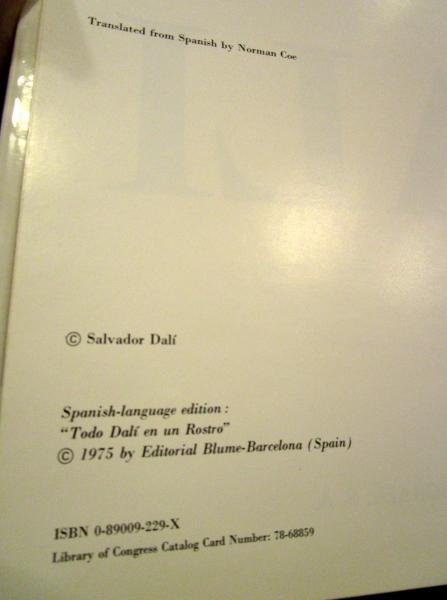 Translated from Spanish by Norman Coe
© Salvador Dalí
Spanish-language edition:
“Todo Dalí en un Rostro”
© 1975 by Editorial Blume-Barcelona (Spain)
ISBN 0-89009-229-X
Library of Congress Catalog Card Number: 78-68859